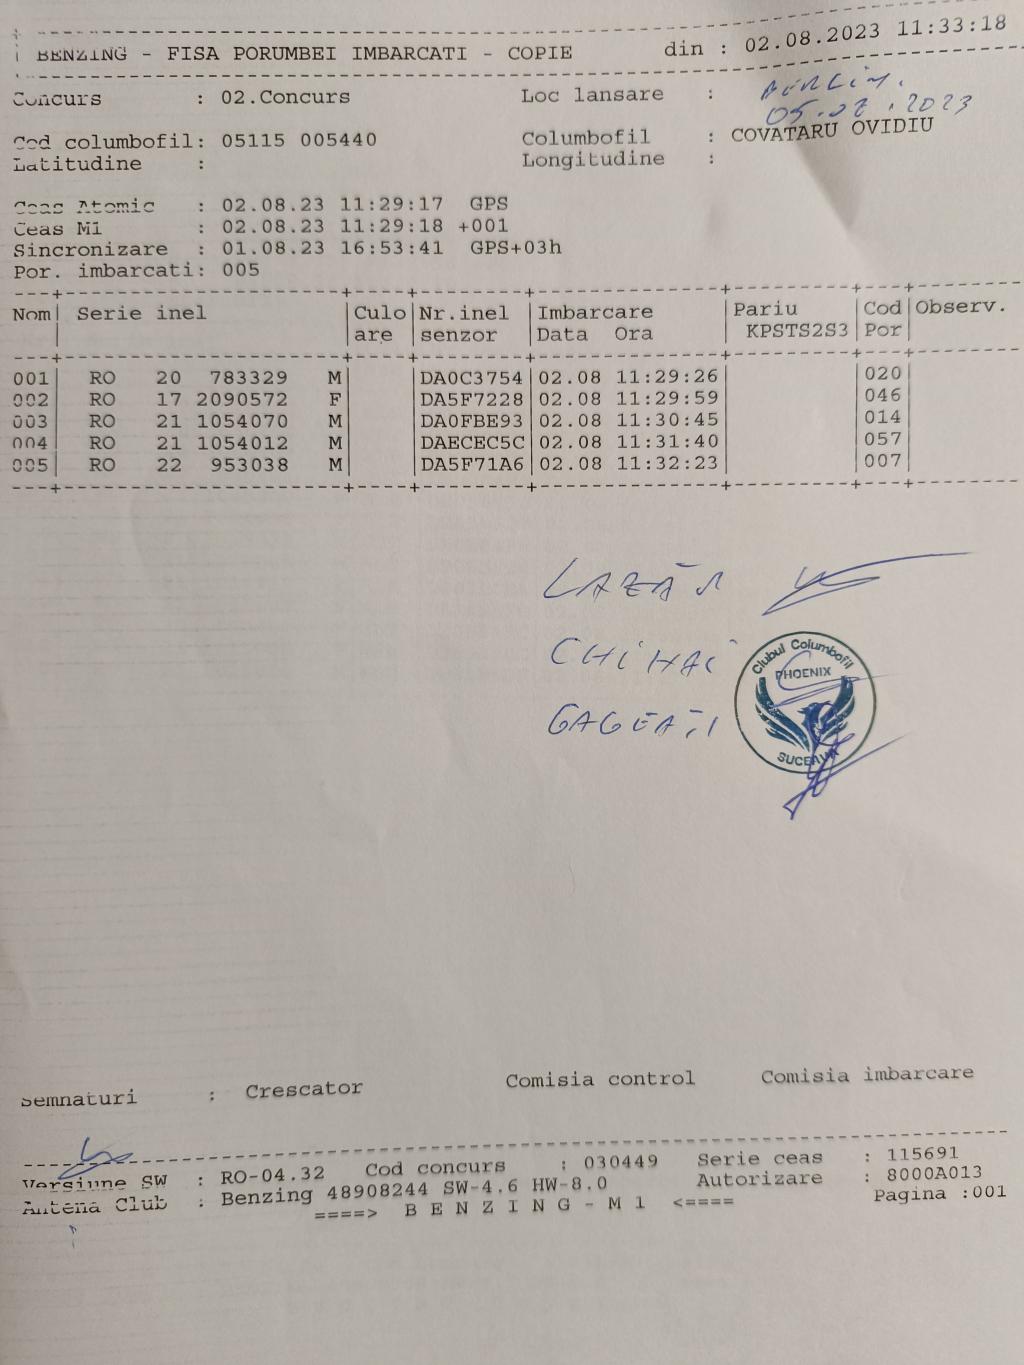 BENZING - FISA PORUMBEI IMBARCATI - COPIE din : 02.08.2023 11:33:18
Concurs : 02.Concurs Loc lansare : BERLIN.
05.08.2023
Cod columbofil: 05115 005440 Columbofil : COVATARU OVIDIU
Latitudine : Longitudine :
Ceas Atomic : 02.08.23 11:29:17 GPS
Ceas M1 : 02.08.23 11:29:18 +001
Sincronizare : 01.08.23 16:53:41 GPS+03h
Por. imbarcati: 005
Nom| Serie inel |Culo|Nr.inel |Imbarcare |Pariu |Cod|Observ.
| |are |senzor |Data Ora | KPSTS2S3|Por|
001| RO 20 783329 M| |DA0C3754|02.08 11:29:26| |020|
002| RO 17 2090572 F| |DA5F7228|02.08 11:29:59| |046|
003| RO 21 1054070 M| |DA0FBE93|02.08 11:30:45| |014|
004| RO 21 1054012 M| |DAECEC5C|02.08 11:31:40| |057|
005| RO 22 953038 M| |DA5F71A6|02.08 11:32:23| |007|
LAZĂR
CHIHAI
Clubul Columbofil
PHOENIX
SUCEAVA
Semnaturi : Crescator Comisia control Comisia imbarcare
Versiune SW : RO-04.32 Cod concurs : 030449 Serie ceas : 115691
Antena Club : Benzing 48908244 SW-4.6 HW-8.0 Autorizare : 8000A013
====> B E N Z I N G - M 1 <==== Pagina :001